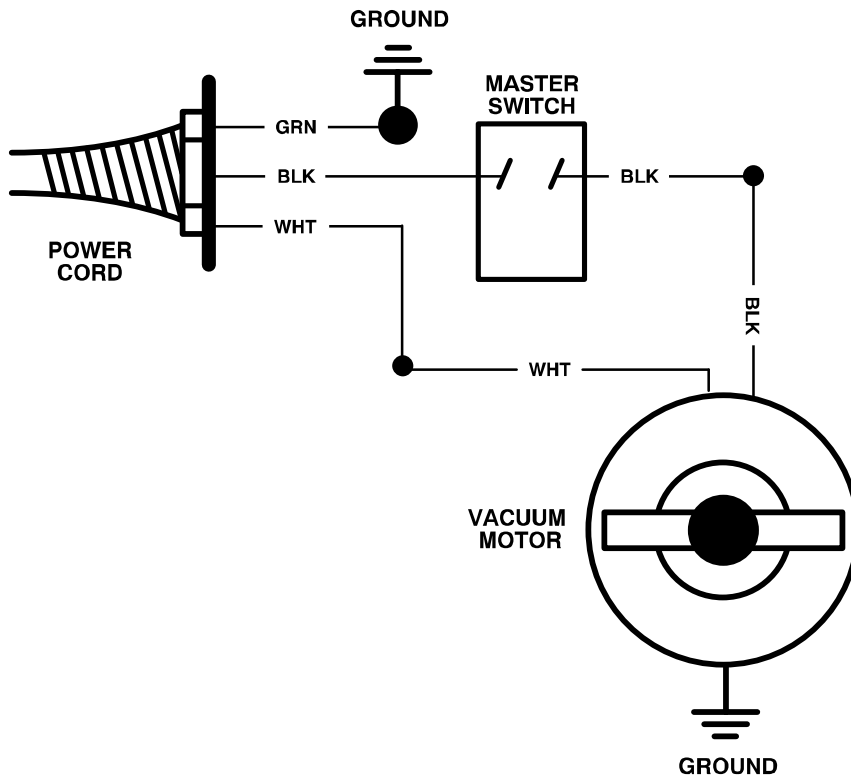 GROUND
MASTER
SWITCH
GRN
BLK
BLK
WHT
POWER
CORD
BLK
WHT
VACUUM
MOTOR
GROUND